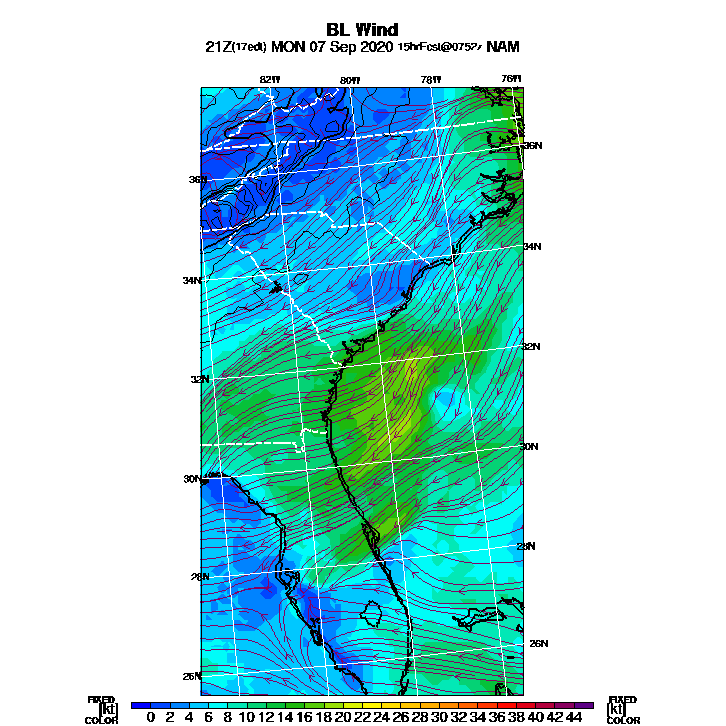 BL Wind
21Z(17edt) MON 07 Sep 2020 15hrFcst@0752z NAM
82W 80W 78W 76W
36N
36N
34N
34N
32N
32N
30N
30N
28N
28N
26N
26N
FIXED FIXED
[kt] 0 2 4 6 8 10 12 14 16 18 20 22 24 26 28 30 32 34 36 38 40 42 44 [kt]
COLOR COLOR